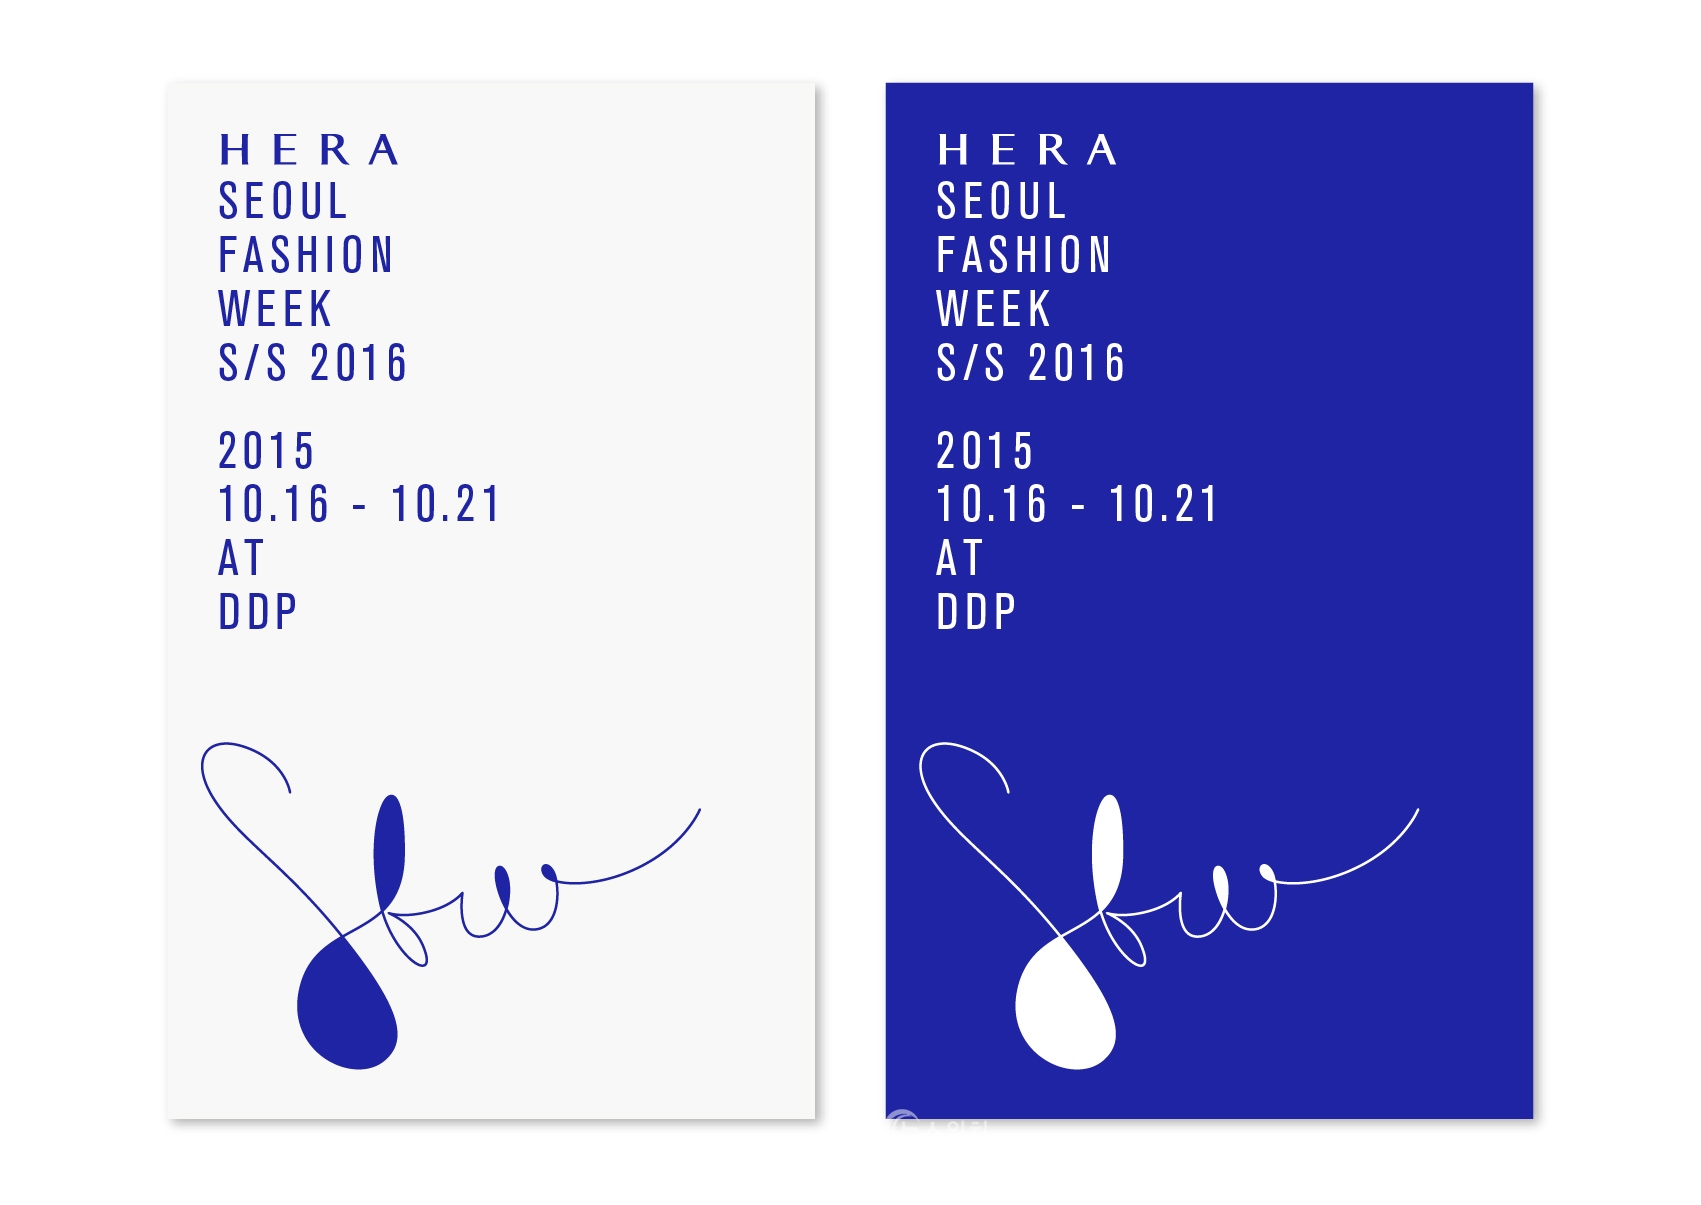 HERA
SEOUL
FASHION
WEEK
S/S 2016
2015
10.16 - 10.21
AT
DDP
Sfw
HERA
SEOUL
FASHION
WEEK
S/S 2016
2015
10.16 - 10.21
AT
DDP
Sfw